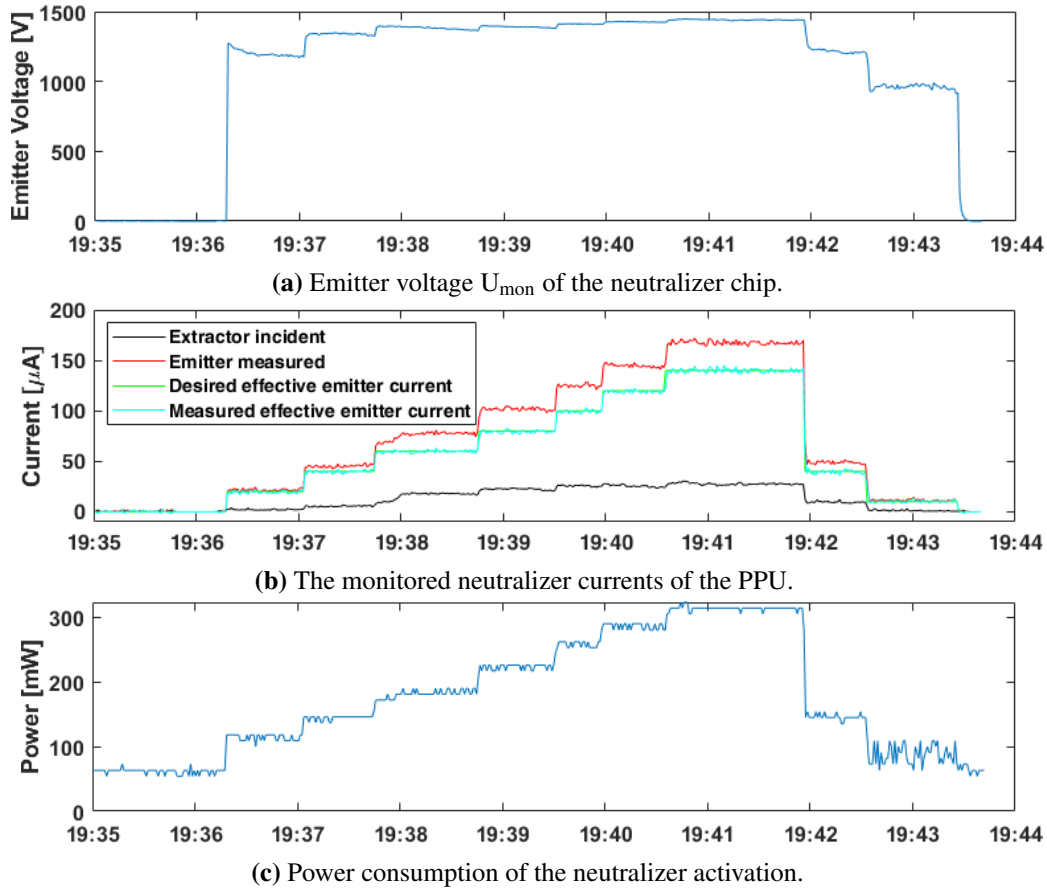 Emitter Voltage [V]
1500
1000
500
0
19:35 19:36 19:37 19:38 19:39 19:40 19:41 19:42 19:43 19:44
(a) Emitter voltage Umon of the neutralizer chip.
Current [μA]
200
150
100
50
0
Extractor incident
Emitter measured
Desired effective emitter current
Measured effective emitter current
19:35 19:36 19:37 19:38 19:39 19:40 19:41 19:42 19:43 19:44
(b) The monitored neutralizer currents of the PPU.
Power [mW]
300
200
100
0
19:35 19:36 19:37 19:38 19:39 19:40 19:41 19:42 19:43 19:44
(c) Power consumption of the neutralizer activation.